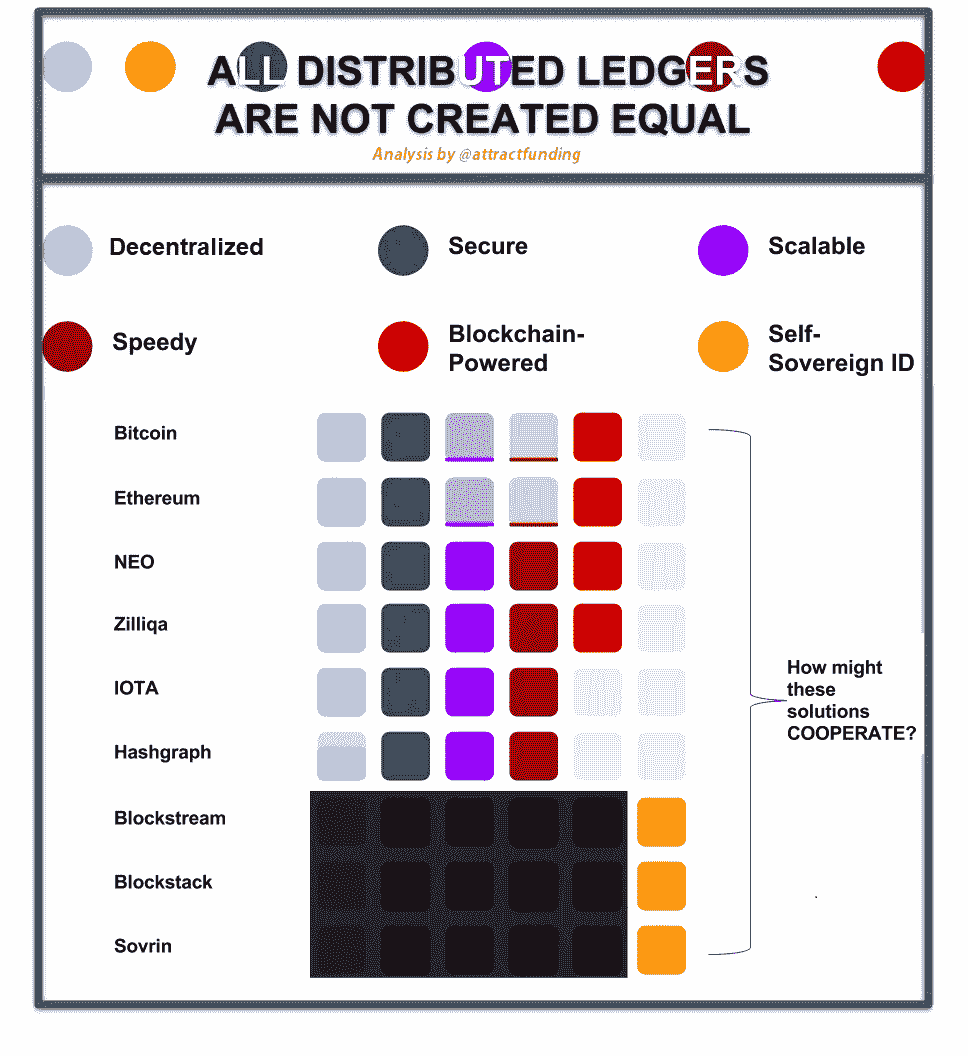 ALL DISTRIBUTED LEDGERS
ARE NOT CREATED EQUAL
Analysis by @attractfunding
Decentralized
Secure
Scalable
Speedy
Blockchain-
Powered
Self-
Sovereign ID
Bitcoin
Ethereum
NEO
Zilliqa
IOTA
Hashgraph
Blockstream
Blockstack
Sovrin
How might
these
solutions
COOPERATE?